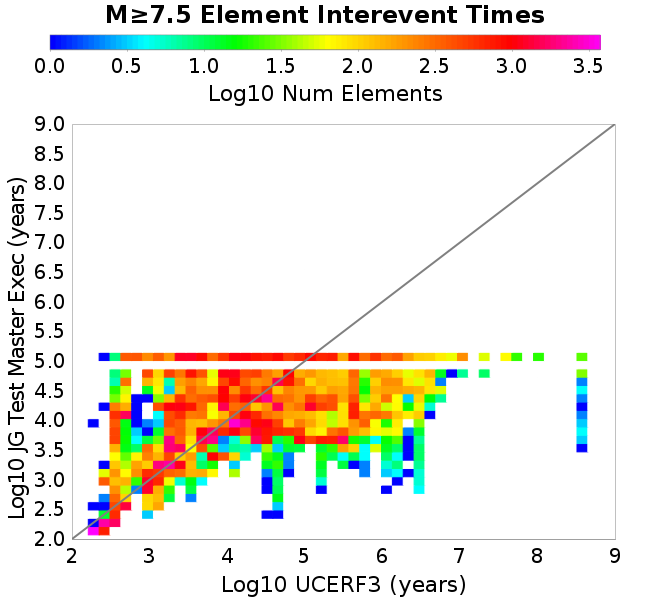 M≥7.5 Element Interevent Times
0.0 0.5 1.0 1.5 2.0 2.5 3.0 3.5
Log10 Num Elements
9.0
8.5
8.0
7.5
7.0
6.5
6.0
5.5
5.0
4.5
4.0
3.5
3.0
2.5
2.0
Log10 JG Test Master Exec (years)
2 3 4 5 6 7 8 9
Log10 UCERF3 (years)